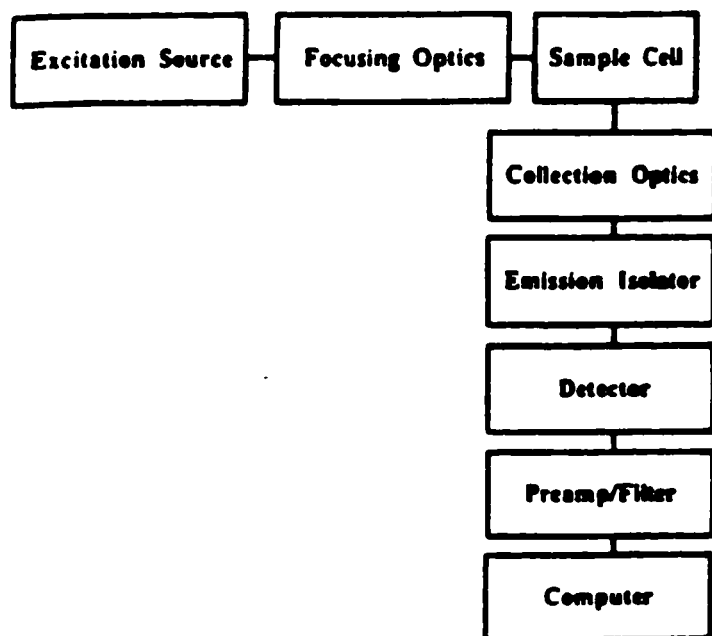 Excitation Source
Focusing Optics
Sample Cell
Collection Optics
Emission Isolator
Detector
Preamp/Filter
Computer